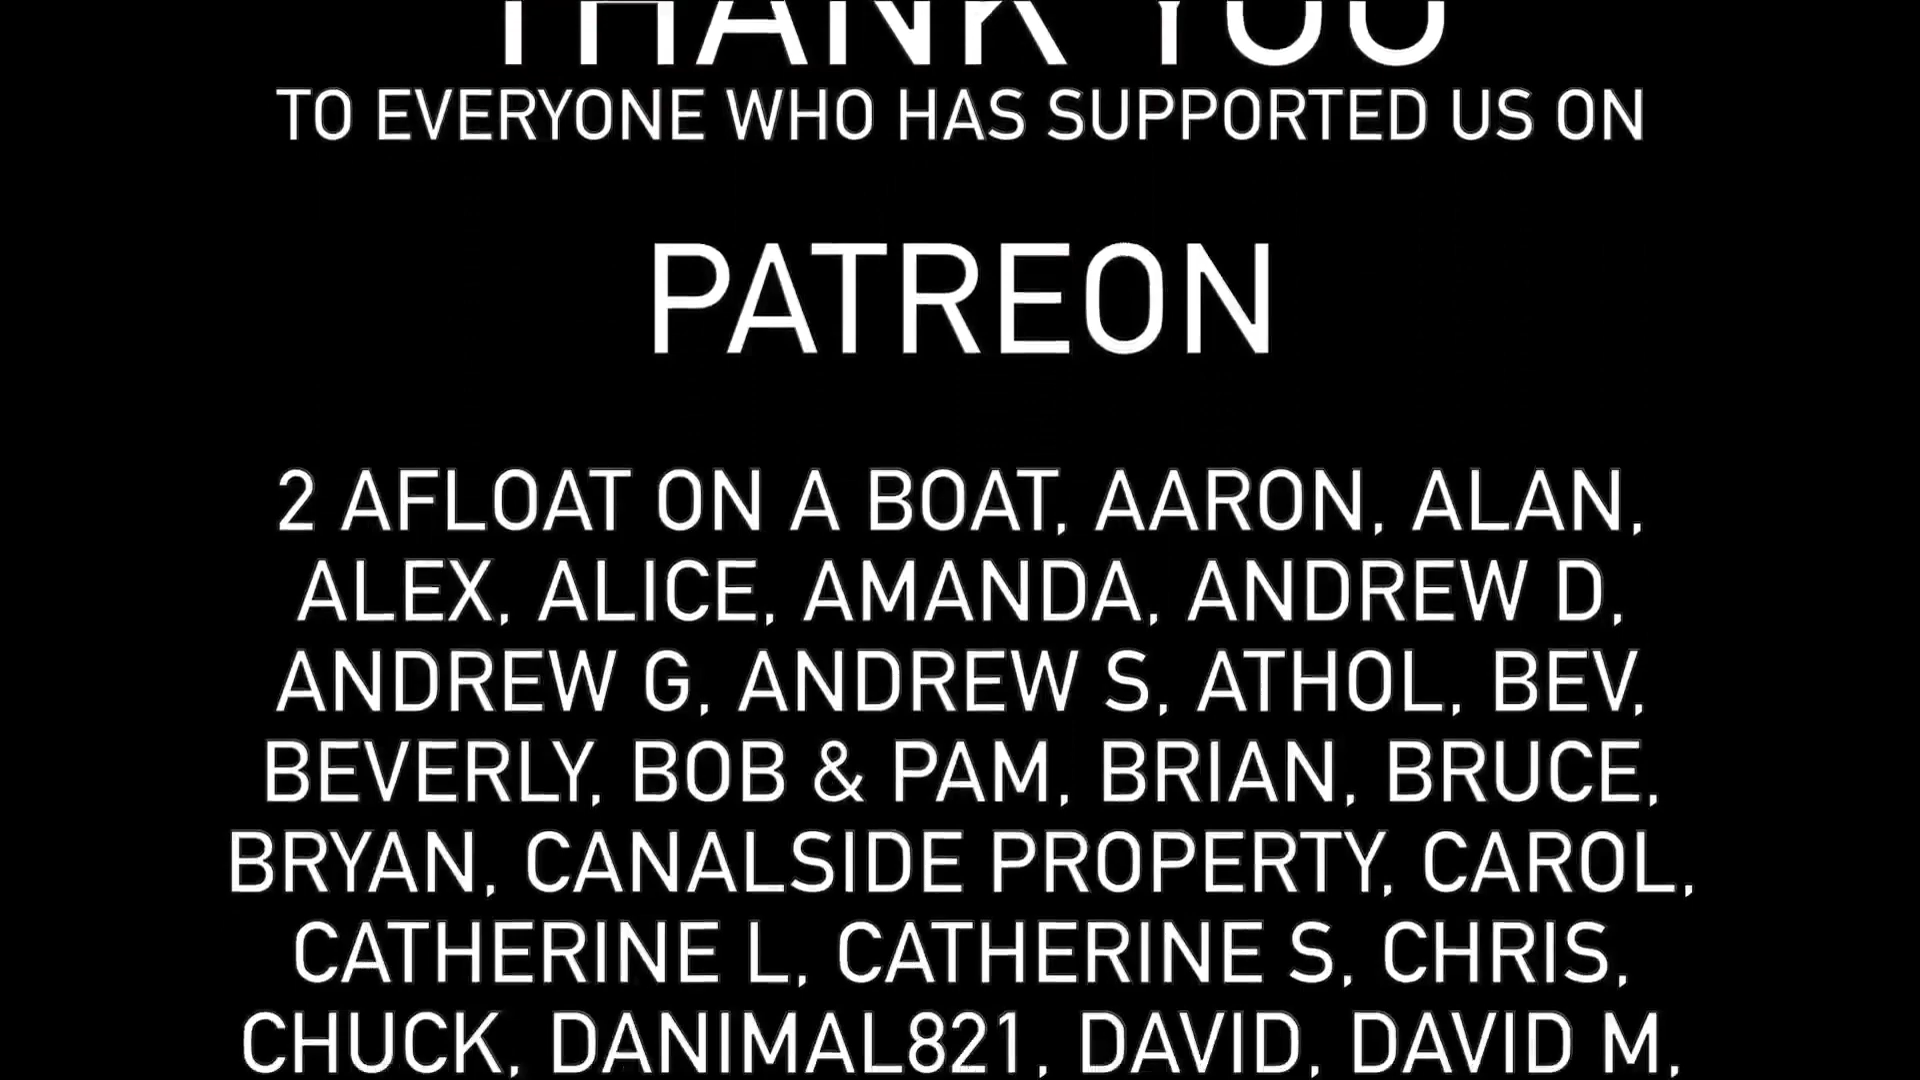 THANK YOU
TO EVERYONE WHO HAS SUPPORTED US ON
PATREON
2 AFLOAT ON A BOAT, AARON, ALAN,
ALEX, ALICE, AMANDA, ANDREW D,
ANDREW G, ANDREW S, ATHOL, BEV,
BEVERLY, BOB & PAM, BRIAN, BRUCE,
BRYAN, CANALSIDE PROPERTY, CAROL,
CATHERINE L, CATHERINE S, CHRIS,
CHUCK, DANIMAL821, DAVID, DAVID M,